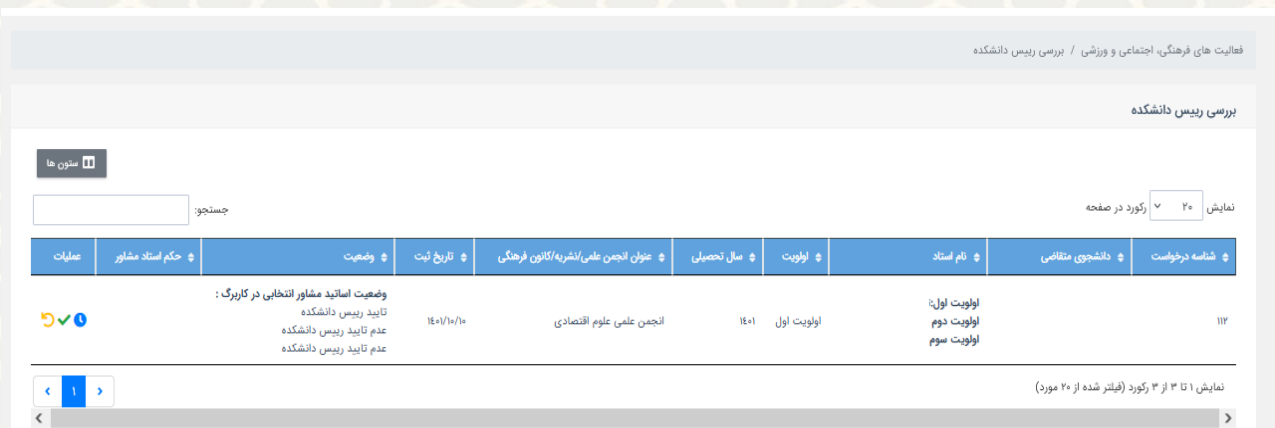 فعالیت های فرهنگی، اجتماعی و ورزشی / بررسی رییس دانشکده
بررسی رییس دانشکده
ستون ها
نمایش ۲۰ رکورد در صفحه
جستجو:
شناسه درخواست دانشجوی متقاضی نام استاد اولویت سال تحصیلی عنوان انجمن علمی/نشریه/کانون فرهنگی تاریخ ثبت وضعیت حکم استاد مشاور عملیات
۱۱۲ اولویت اول: اولویت اول ۱۴۰۱ انجمن علمی علوم اقتصادی ۱۴۰۱/۱۰/۱۰ وضعیت اساتید مشاور انتخابی در کاربرگ :
اولویت دوم تایید رییس دانشکده
اولویت سوم عدم تایید رییس دانشکده
عدم تایید رییس دانشکده
نمایش ۱ تا ۳ از ۳ رکورد (فیلتر شده از ۲۰ مورد)
۱